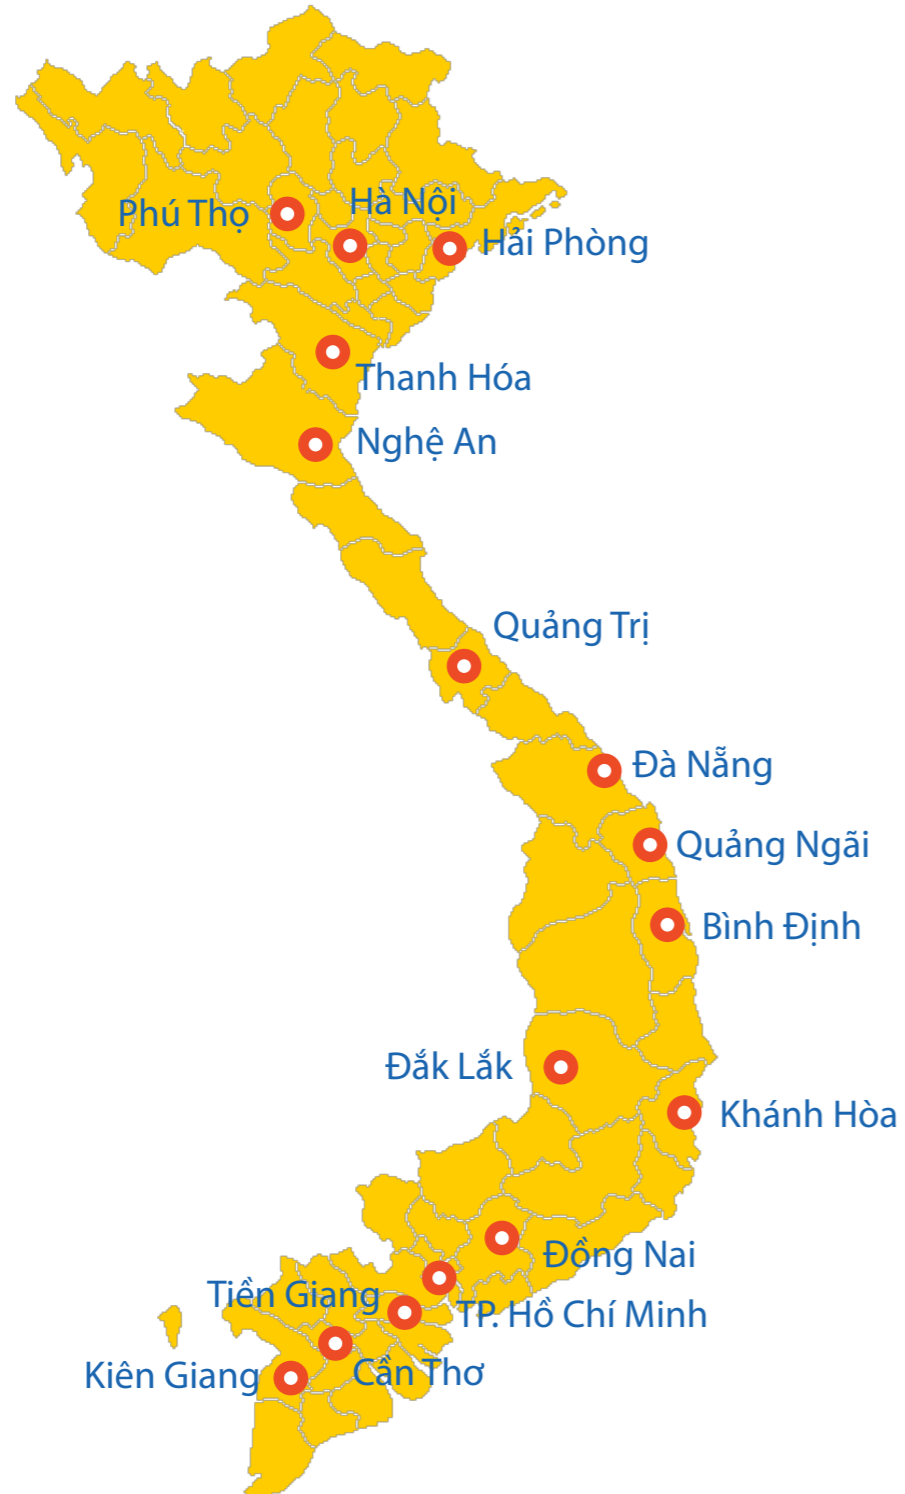 Hà Nội
Phú Thọ
Hải Phòng
Thanh Hóa
Nghệ An
Quảng Trị
Đà Nẵng
Quảng Ngãi
Bình Định
Đắk Lắk
Khánh Hòa
Đồng Nai
Tiền Giang
TP. Hồ Chí Minh
Cần Thơ
Kiên Giang